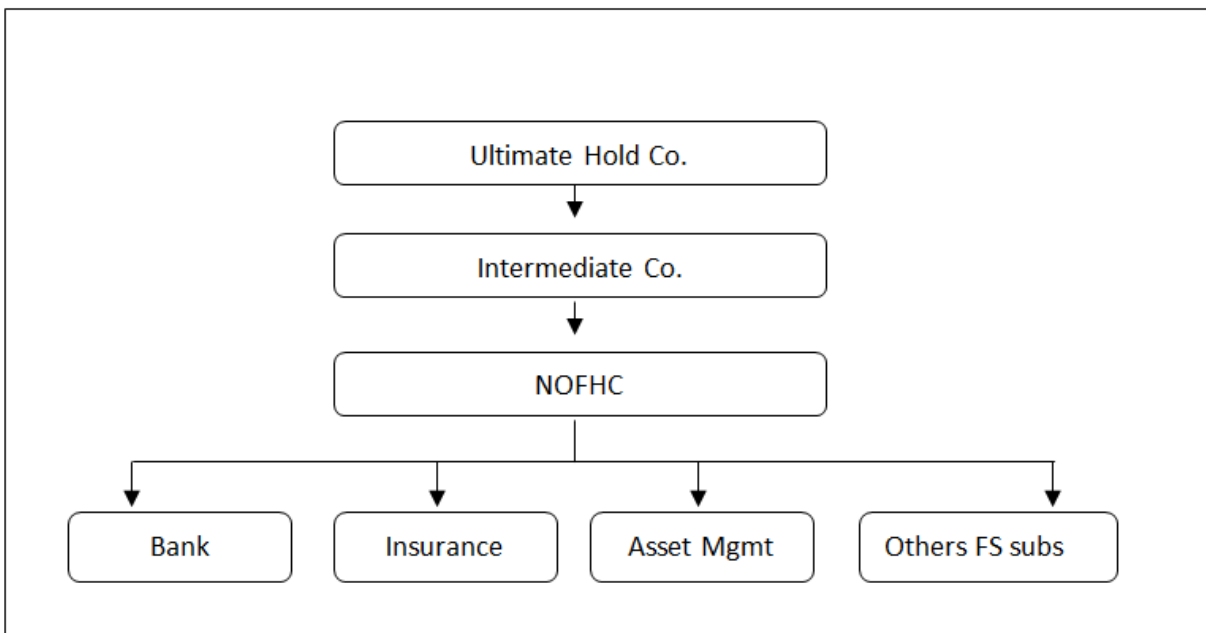 Ultimate Hold Co.
Intermediate Co.
NOFHC
Bank
Insurance
Asset Mgmt
Others FS subs